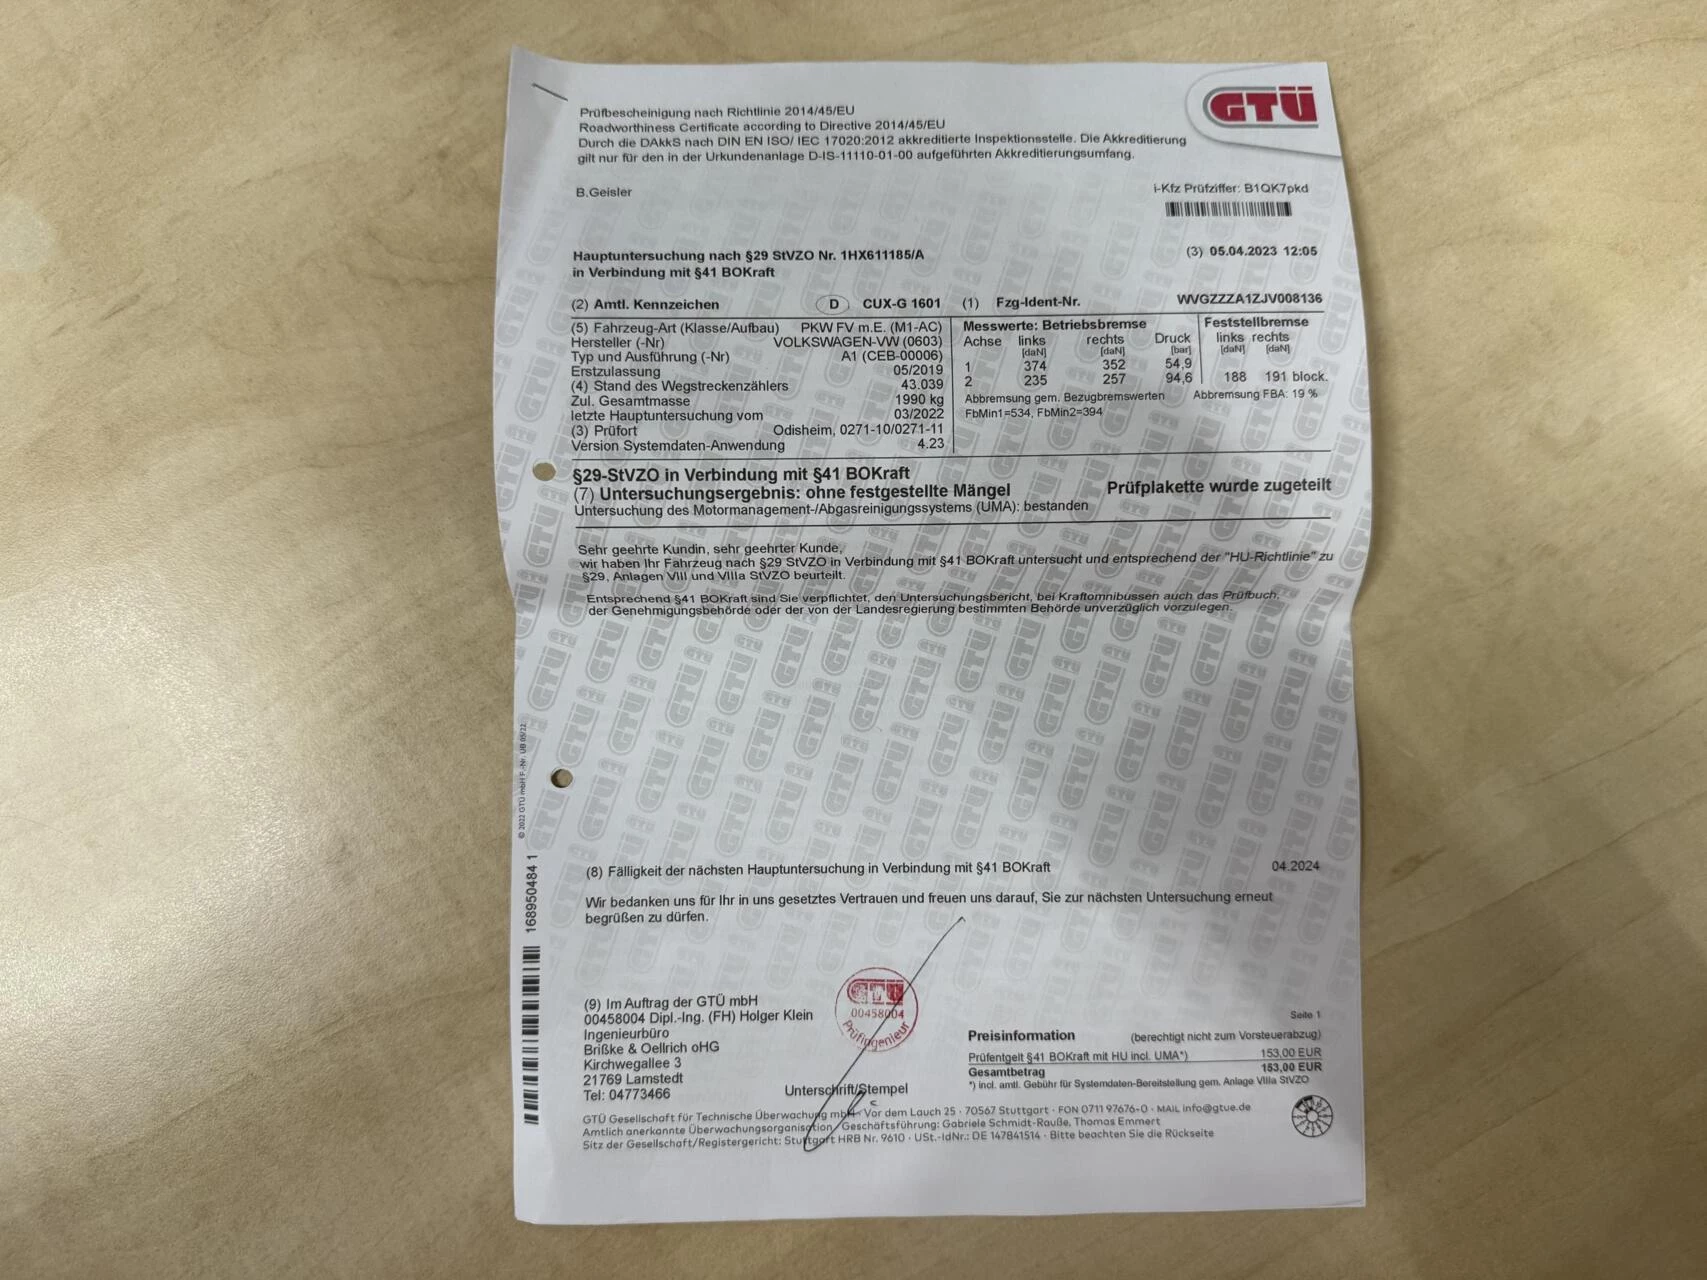 GTÜ
Prüfbescheinigung nach Richtlinie 2014/45/EU
Roadworthiness Certificate according to Directive 2014/45/EU
Durch die DAkkS nach DIN EN ISO/ IEC 17020:2012 akkreditierte Inspektionsstelle. Die Akkreditierung
gilt nur für den in der Urkundenanlage D-IS-11110-01-00 aufgeführten Akkreditierungsumfang.
B.Geisler
i-Kfz Prüfziffer: B1QK7pkd
Hauptuntersuchung nach §29 StVZO Nr. 1HX611185/A
in Verbindung mit §41 BOKraft
(3) 05.04.2023 12:05
(2) Amtl. Kennzeichen D CUX-G 1601 (1) Fzg-Ident-Nr. WVGZZZA1ZJV008136
(5) Fahrzeug-Art (Klasse/Aufbau) PKW FV m.E. (M1-AC)
Hersteller (-Nr) VOLKSWAGEN-VW (0603)
Typ und Ausführung (-Nr) A1 (CEB-00006)
Erstzulassung 05/2019
(4) Stand des Wegstreckenzählers 43.039
Zul. Gesamtmasse 1990 kg
letzte Hauptuntersuchung vom 03/2022
(3) Prüfort Odisheim, 0271-10/0271-11
Version Systemdaten-Anwendung 4.23
Messwerte: Betriebsbremse Feststellbremse
Achse links rechts Druck links rechts
[daN] [daN] [bar] [daN] [daN]
1 374 352 54,9
2 235 257 94,6 188 191 block.
Abbremsung gem. Bezugbremswerten Abbremsung FBA: 19 %
FbMin1=534, FbMin2=394
§29-StVZO in Verbindung mit §41 BOKraft
(7) Untersuchungsergebnis: ohne festgestellte Mängel Prüfplakette wurde zugeteilt
Untersuchung des Motormanagement-/Abgasreinigungssystems (UMA): bestanden
Sehr geehrte Kundin, sehr geehrter Kunde,
wir haben Ihr Fahrzeug nach §29 StVZO in Verbindung mit §41 BOKraft untersucht und entsprechend der "HU-Richtlinie" zu
§29, Anlagen VIII und VIIIa StVZO beurteilt.
Entsprechend §41 BOKraft sind Sie verpflichtet, den Untersuchungsbericht, bei Kraftomnibussen auch das Prüfbuch,
der Genehmigungsbehörde oder der von der Landesregierung bestimmten Behörde unverzüglich vorzulegen.
© 2022 GTÜ mbH F.-Nr. UB 05/22
168950484 1
(8) Fälligkeit der nächsten Hauptuntersuchung in Verbindung mit §41 BOKraft 04.2024
Wir bedanken uns für Ihr in uns gesetztes Vertrauen und freuen uns darauf, Sie zur nächsten Untersuchung erneut
begrüßen zu dürfen.
(9) Im Auftrag der GTÜ mbH
00458004 Dipl.-Ing. (FH) Holger Klein
Ingenieurbüro
Brißke & Oellrich oHG
Kirchwegallee 3
21769 Lamstedt
Tel: 04773466
GTÜ
00458004
Prüfingenieur
Unterschrift/Stempel
Seite 1
Preisinformation (berechtigt nicht zum Vorsteuerabzug)
Prüfentgelt §41 BOKraft mit HU incl. UMA*) 153,00 EUR
Gesamtbetrag 153,00 EUR
*) incl. amtl. Gebühr für Systemdaten-Bereitstellung gem. Anlage VIIIa StVZO
GTÜ Gesellschaft für Technische Überwachung mbH · Vor dem Lauch 25 · 70567 Stuttgart · FON 0711 97676-0 · MAIL info@gtue.de
Amtlich anerkannte Überwachungsorganisation · Geschäftsführung: Gabriele Schmidt-Rauße, Thomas Emmert
Sitz der Gesellschaft/Registergericht: Stuttgart HRB Nr. 9610 · USt.-IdNr.: DE 147841514 · Bitte beachten Sie die Rückseite